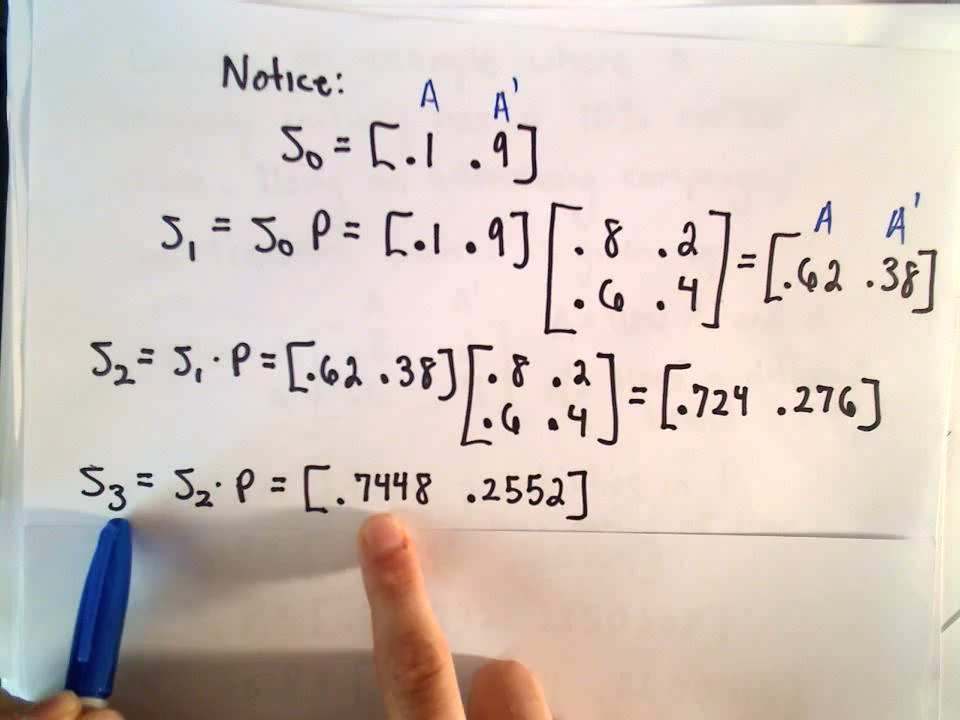 Notice:
A A'
S₀ = [.1 .9]
A A'
S₁ = S₀ P = [.1 .9] [.8 .2 .6 .4] = [.62 .38]
S₂ = S₁ · P = [.62 .38] [.8 .2 .6 .4] = [.724 .276]
S₃ = S₂ · P = [.7448 .2552]